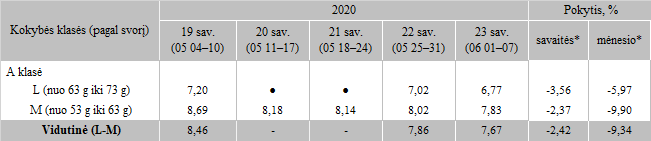 Kokybės klasės (pagal svorį) 2020 Pokytis, %
19 sav. (05 04–10) 20 sav. (05 11–17) 21 sav. (05 18–24) 22 sav. (05 25–31) 23 sav. (06 01–07) savaitės* mėnesio*
A klasė
L (nuo 63 g iki 73 g) 7,20 ● ● 7,02 6,77 -3,56 -5,97
M (nuo 53 g iki 63 g) 8,69 8,18 8,14 8,02 7,83 -2,37 -9,90
Vidutinė (L-M) 8,46 - - 7,86 7,67 -2,42 -9,34